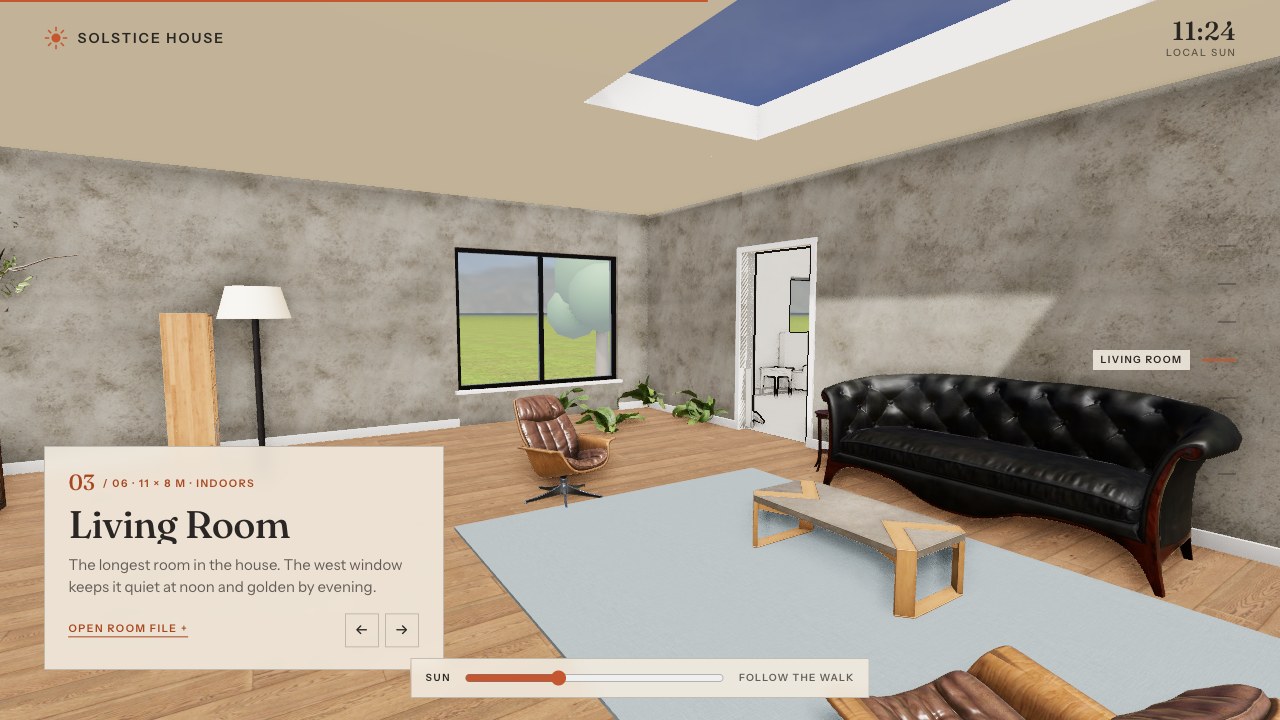 SOLSTICE HOUSE
11:24
LOCAL SUN
LIVING ROOM
03 / 06 · 11 × 8 M · INDOORS
Living Room
The longest room in the house. The west window
keeps it quiet at noon and golden by evening.
OPEN ROOM FILE +
← →
SUN
FOLLOW THE WALK